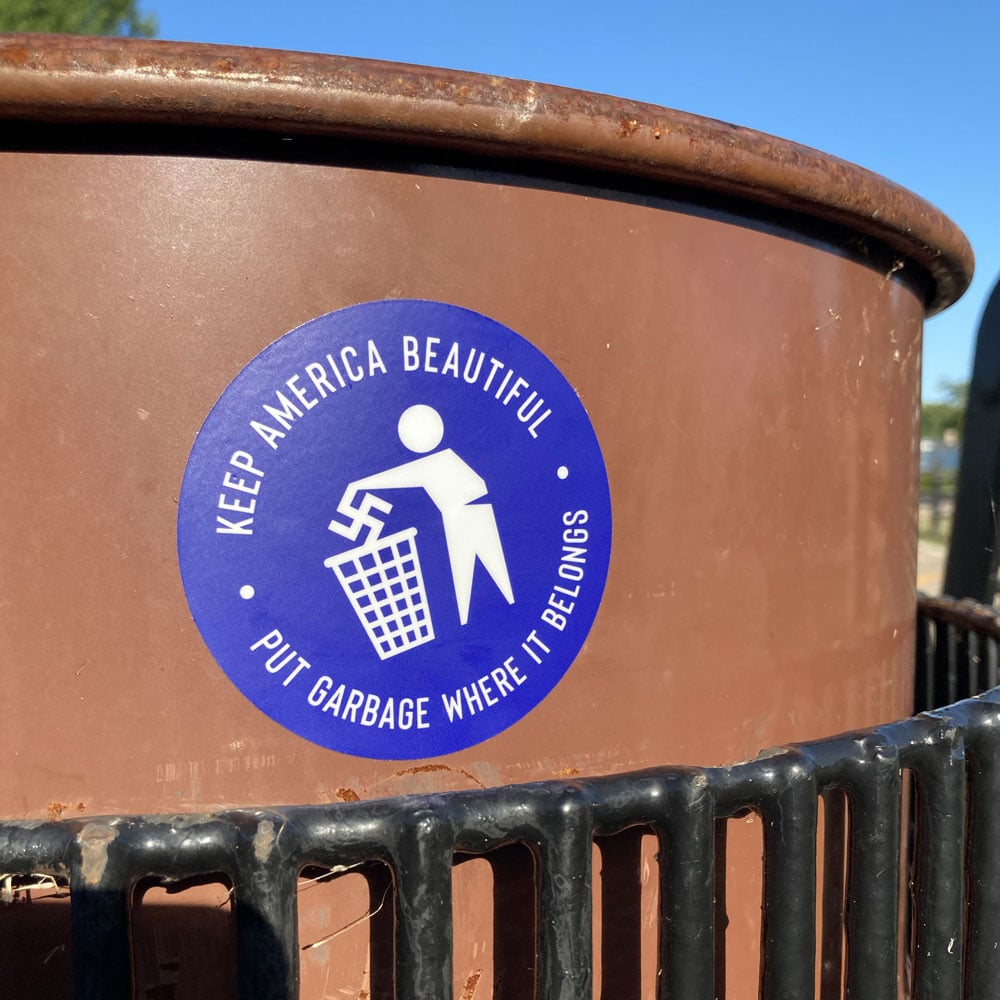 KEEP AMERICA BEAUTIFUL
PUT GARBAGE WHERE IT BELONGS